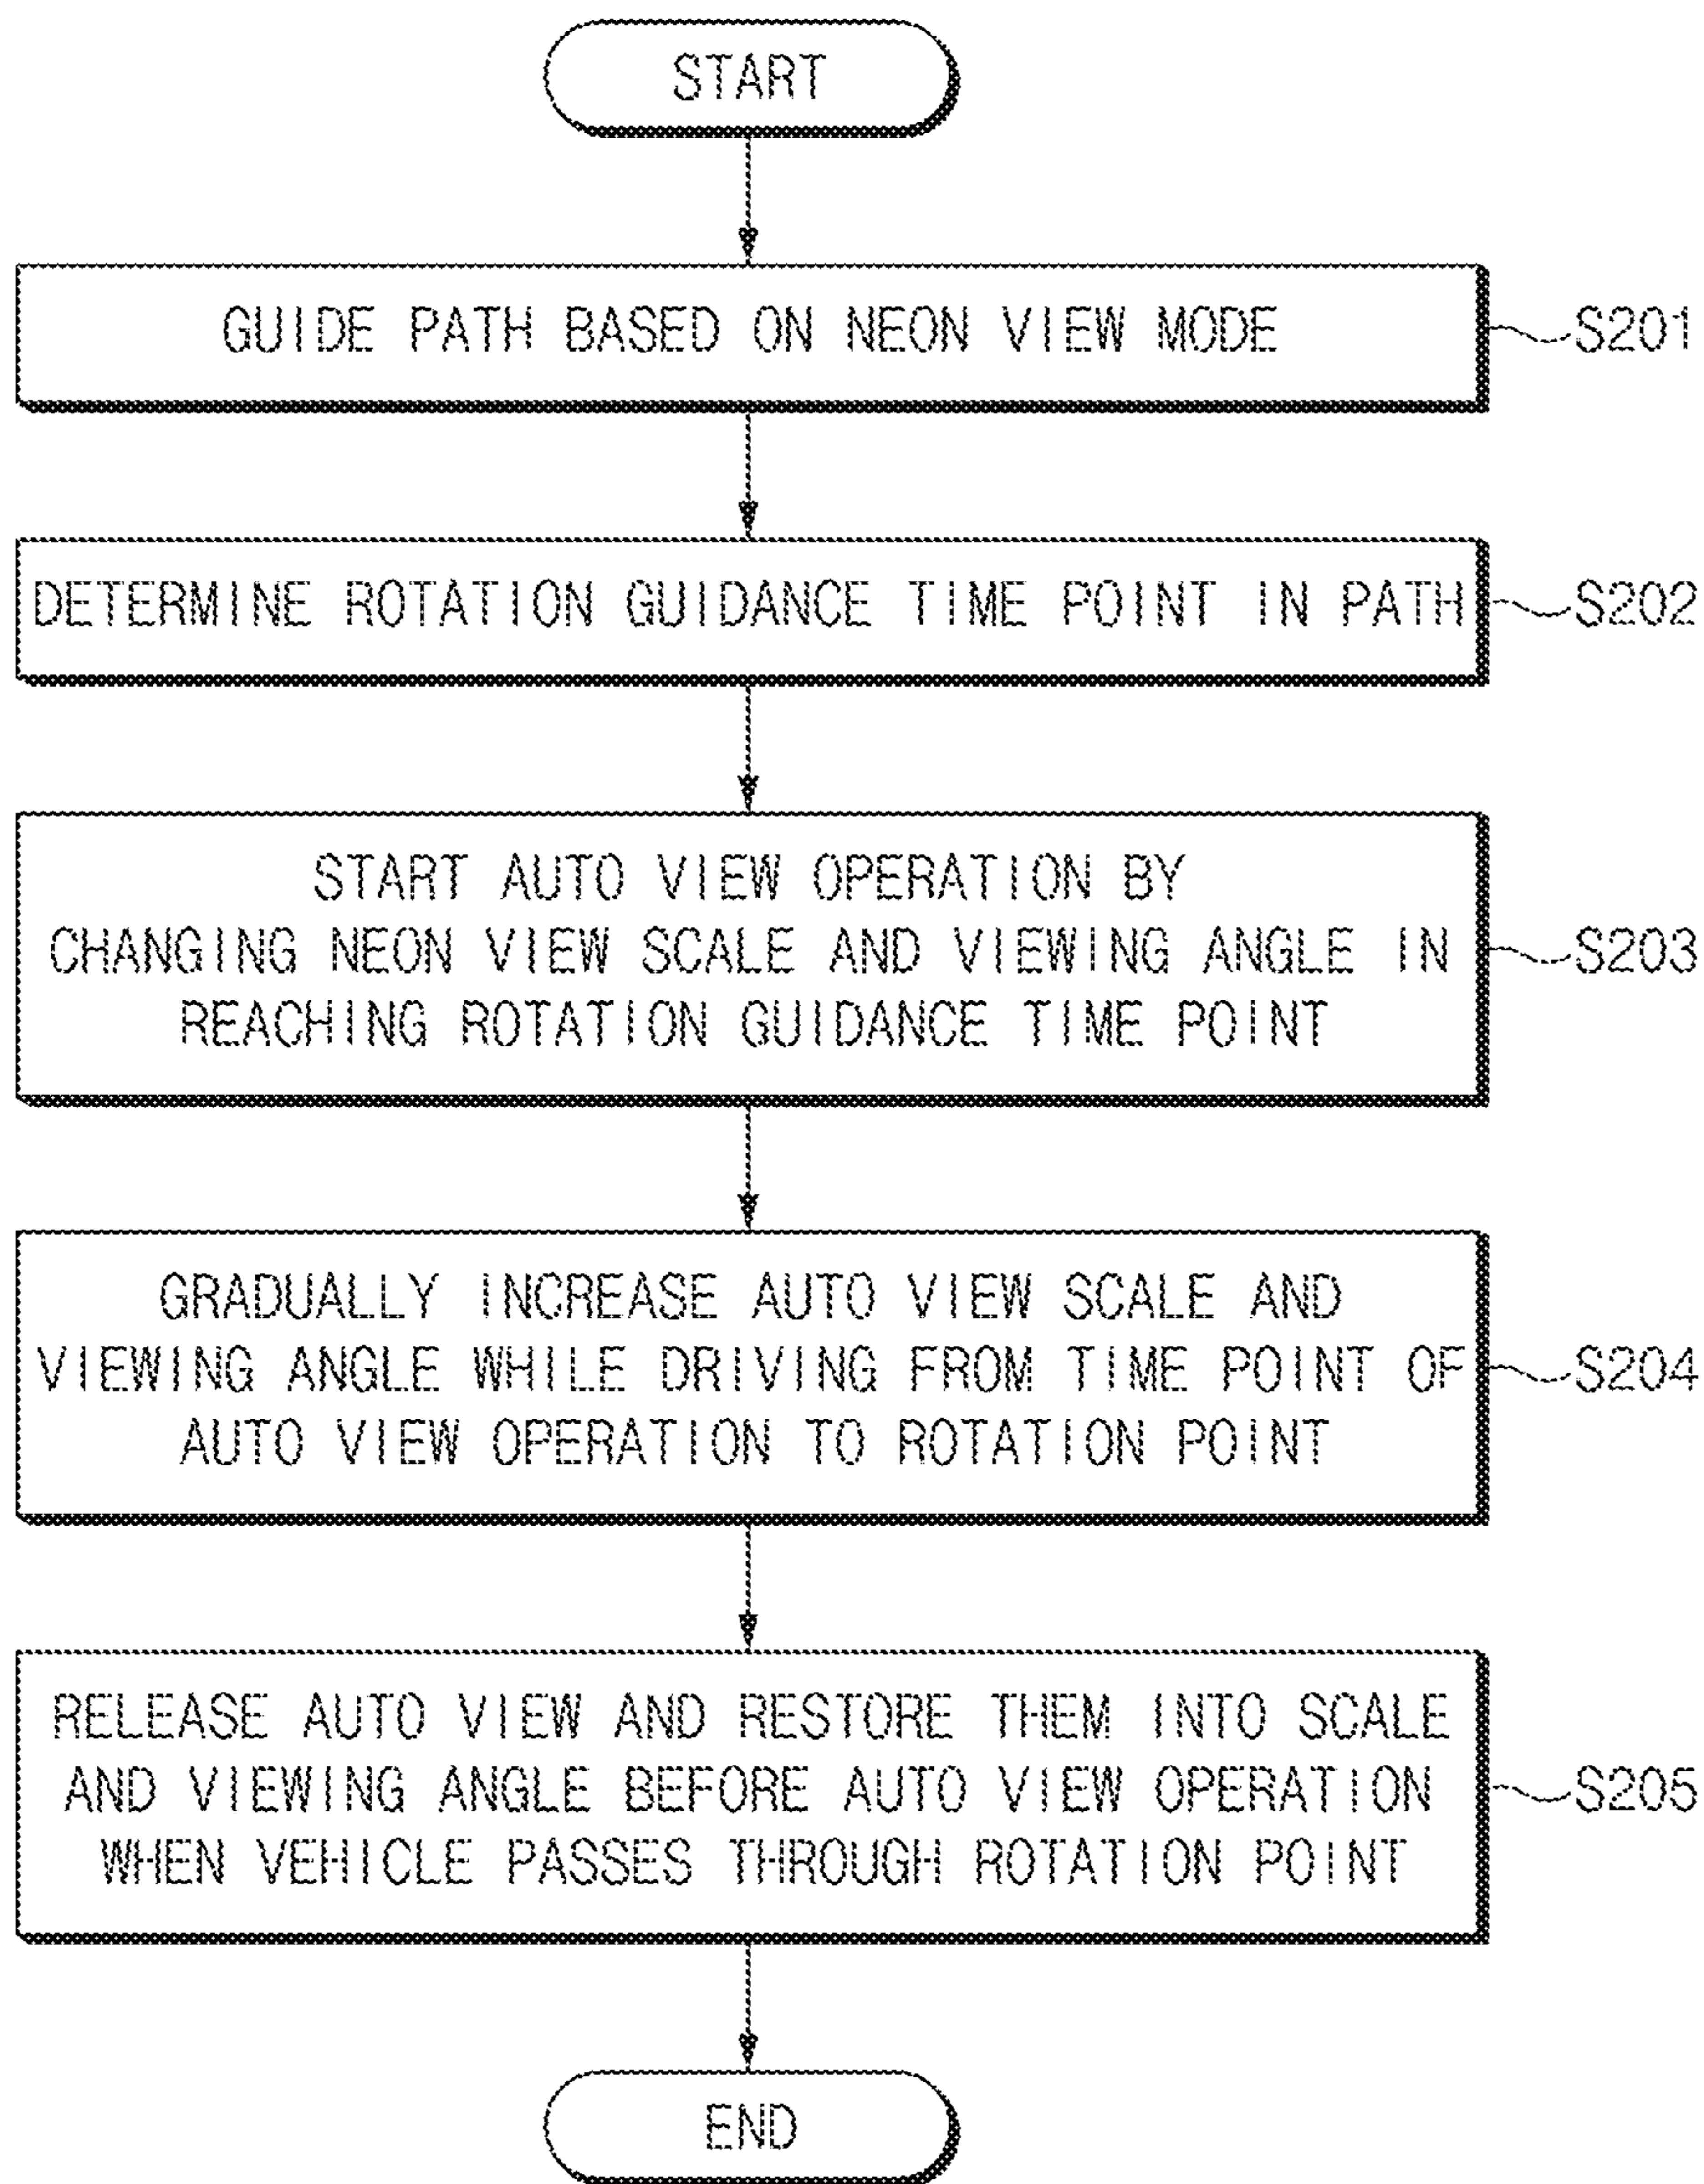 START
GUIDE PATH BASED ON NEON VIEW MODE
S201
DETERMINE ROTATION GUIDANCE TIME POINT IN PATH
S202
START AUTO VIEW OPERATION BY
CHANGING NEON VIEW SCALE AND VIEWING ANGLE IN
REACHING ROTATION GUIDANCE TIME POINT
S203
GRADUALLY INCREASE AUTO VIEW SCALE AND
VIEWING ANGLE WHILE DRIVING FROM TIME POINT OF
AUTO VIEW OPERATION TO ROTATION POINT
S204
RELEASE AUTO VIEW AND RESTORE THEM INTO SCALE
AND VIEWING ANGLE BEFORE AUTO VIEW OPERATION
WHEN VEHICLE PASSES THROUGH ROTATION POINT
S205
END